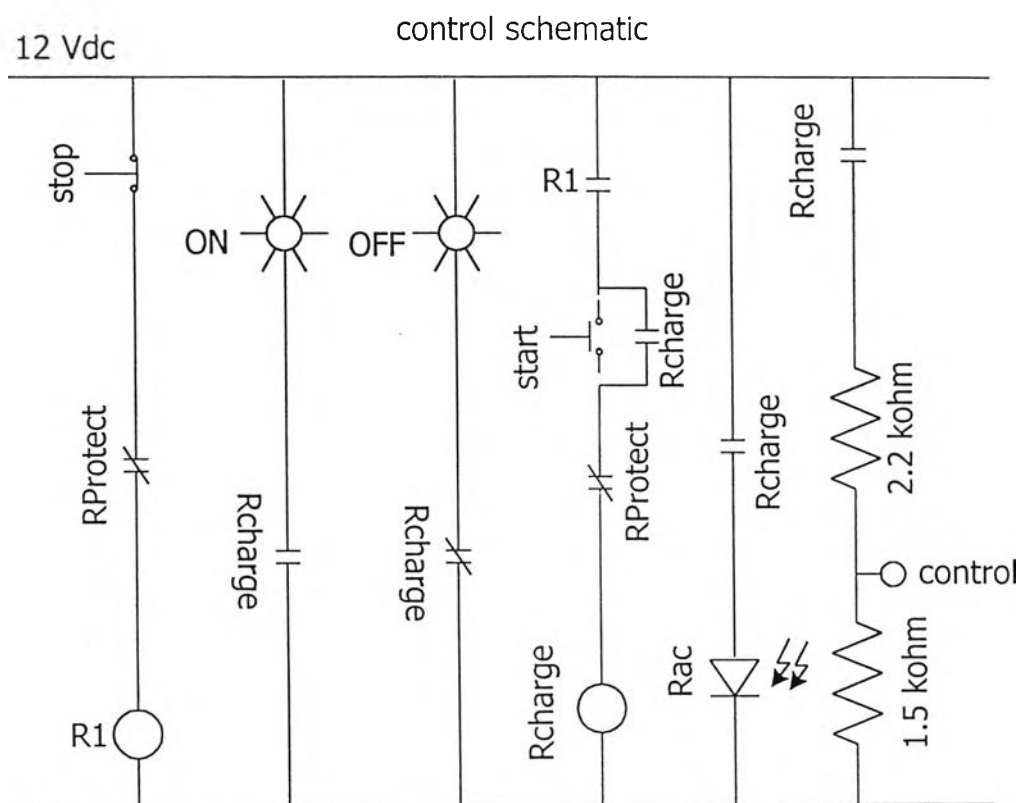 control schematic
12 Vdc
stop
RProtect
R1
ON
Rcharge
OFF
Rcharge
R1
start
Rcharge
RProtect
Rcharge
Rcharge
Rac
Rcharge
2.2 kohm
control
1.5 kohm